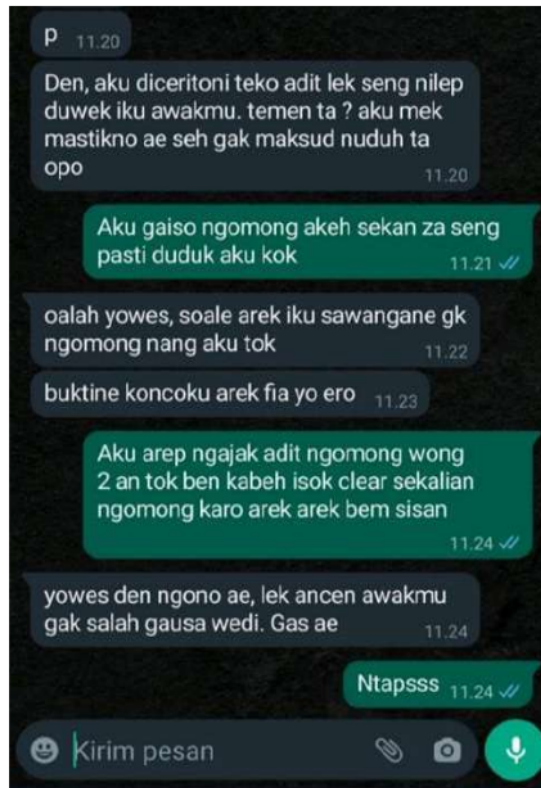 p 11.20
Den, aku diceritoni teko adit lek seng nilep
duwek iku awakmu. temen ta ? aku mek
mastikno ae seh gak maksud nuduh ta
opo
11.20
Aku gaiso ngomong akeh sekan za seng
pasti duduk aku kok
11.21
oalah yowes, soale arek iku sawangane gk
ngomong nang aku tok
11.22
buktine koncoku arek fia yo ero 11.23
Aku arep ngajak adit ngomong wong
2 an tok ben kabeh isok clear sekalian
ngomong karo arek arek bem sisan
11.24
yowes den ngono ae, lek ancen awakmu
gak salah gausa wedi. Gas ae
11.24
Ntapsss 11.24
Kirim pesan